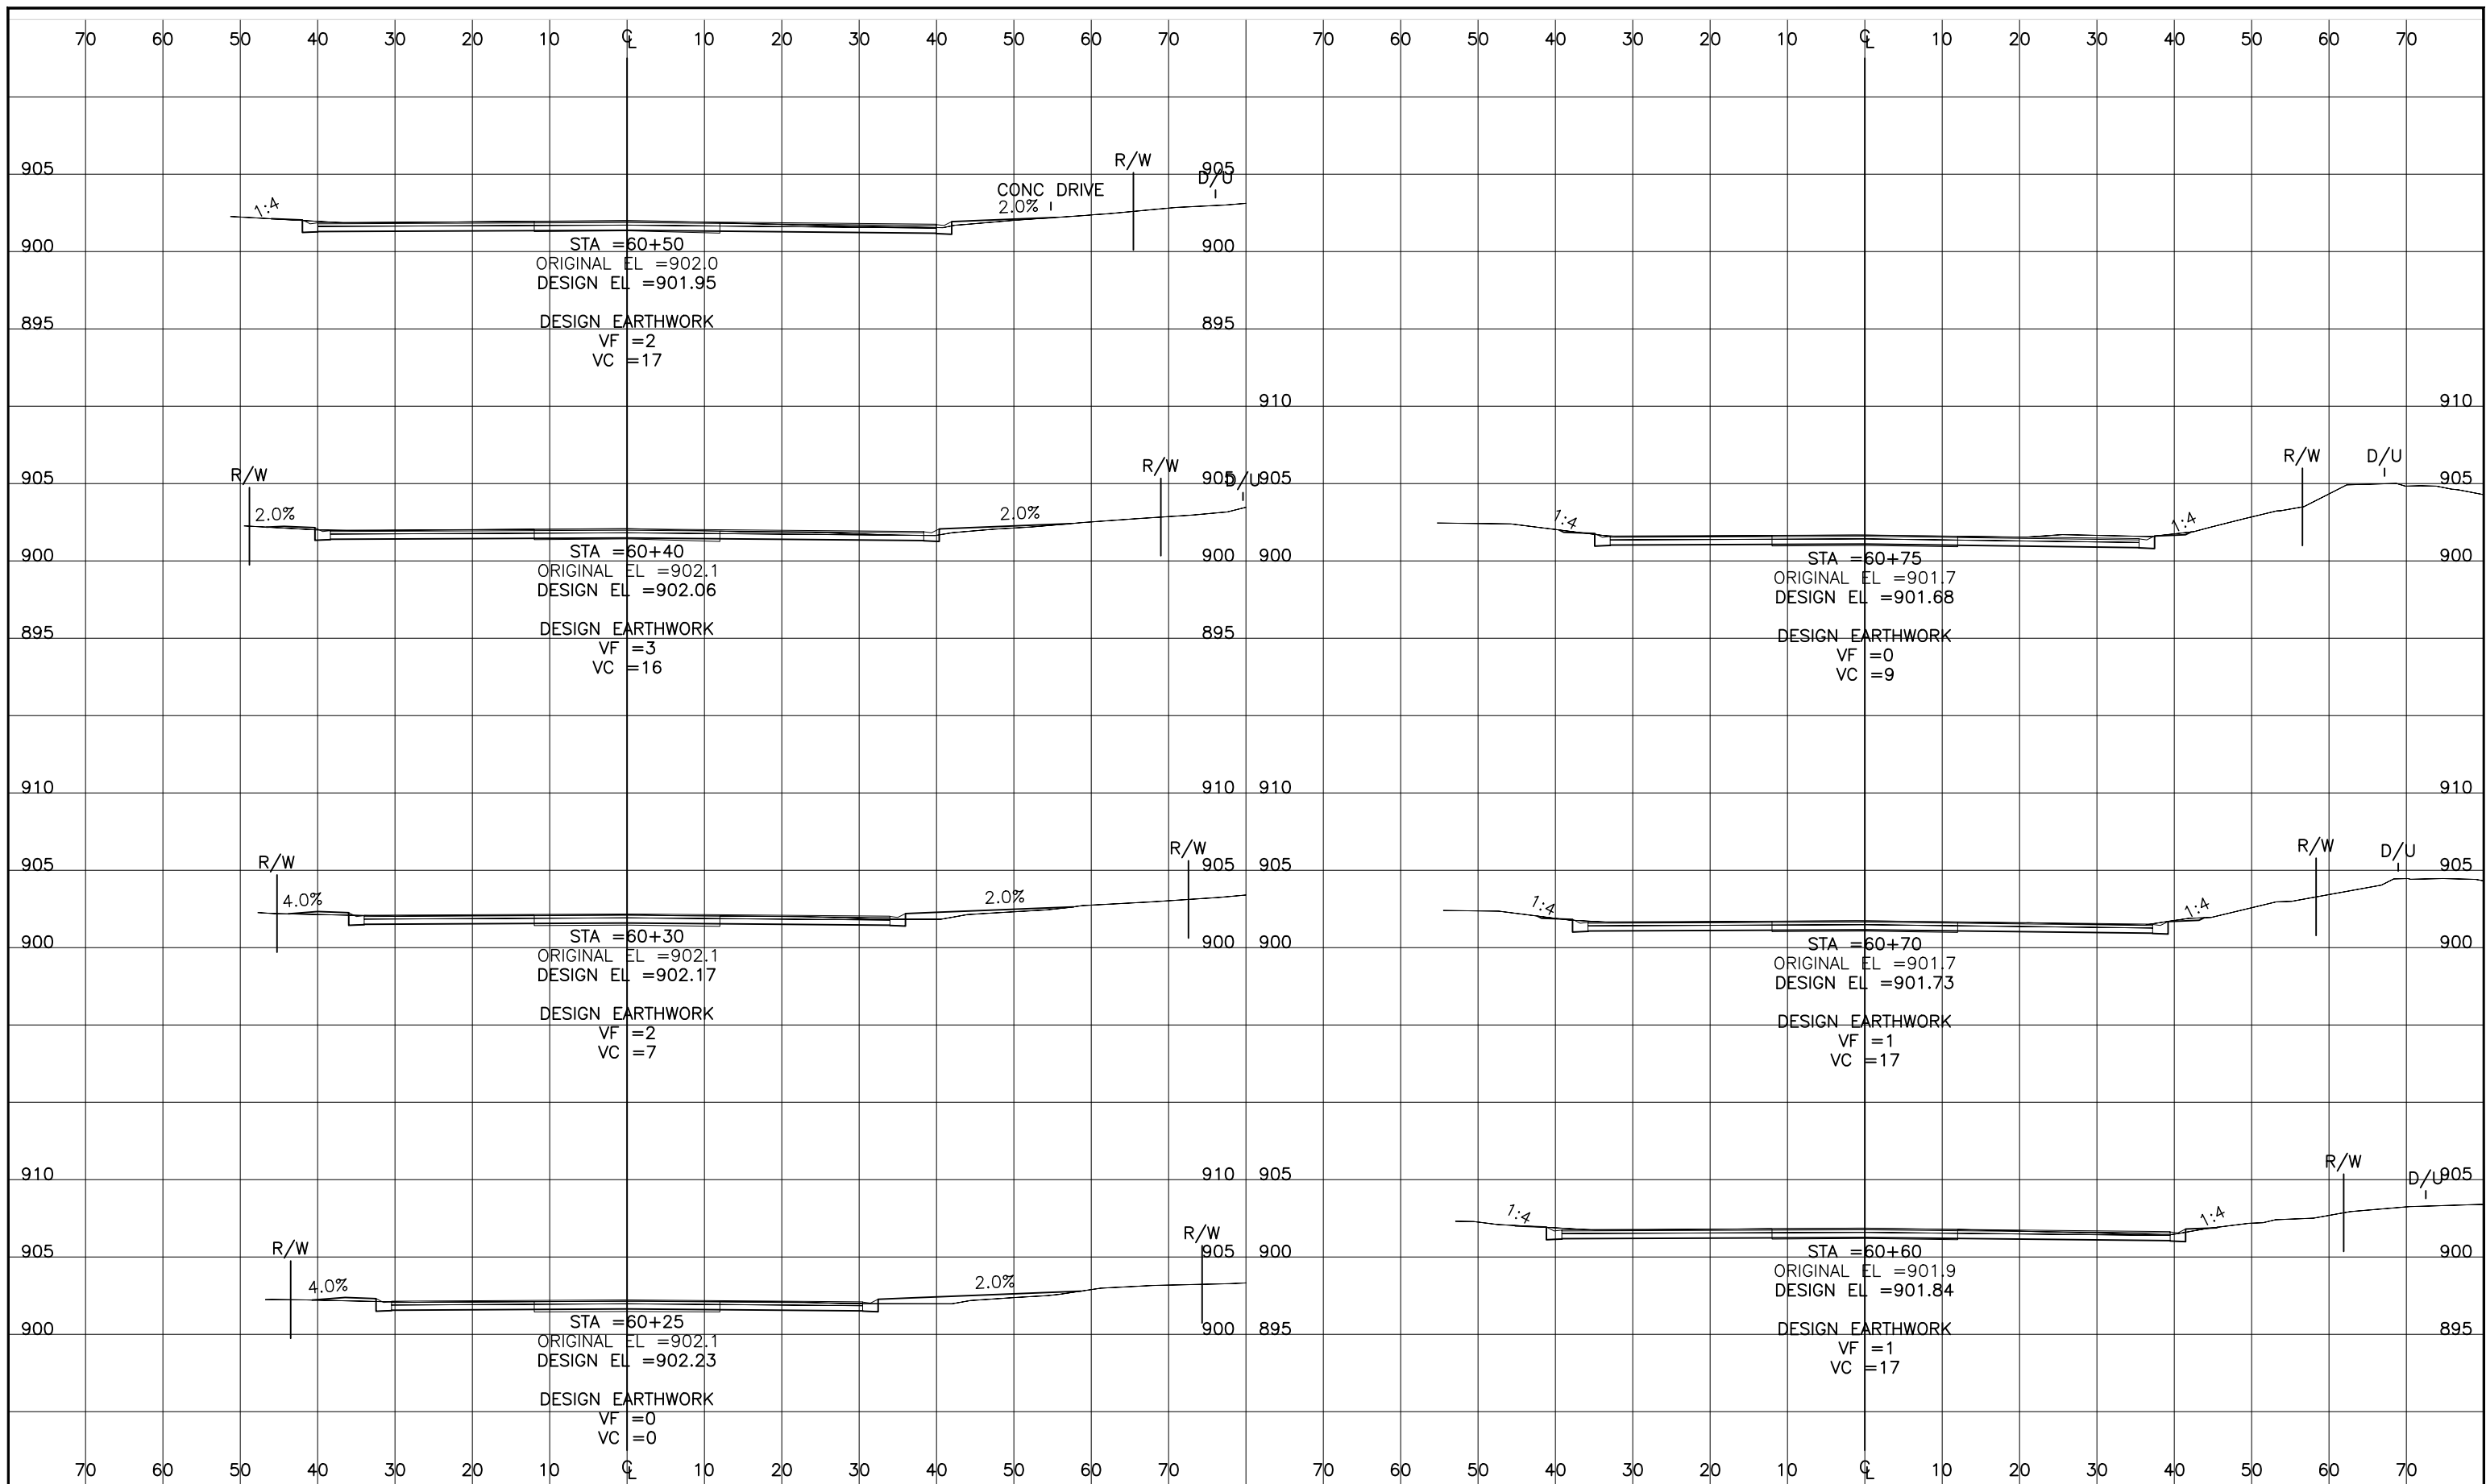 70 60 50 40 30 20 10 ℄ 10 20 30 40 50 60 70 70 60 50 40 30 20 10 ℄ 10 20 30 40 50 60 70
905 1:4 CONC DRIVE 2.0% R/W 905 D/U
900 900
STA =60+50
ORIGINAL EL =902.0
DESIGN EL =901.95
895 895
DESIGN EARTHWORK
VF =2
VC =17
R/W R/W
905 2.0% 2.0% 905 D/U
900 900
STA =60+40
ORIGINAL EL =902.1
DESIGN EL =902.06
895 895
DESIGN EARTHWORK
VF =3
VC =16
910 910
R/W R/W
905 4.0% 2.0% 905
900 900
STA =60+30
ORIGINAL EL =902.1
DESIGN EL =902.17
DESIGN EARTHWORK
VF =2
VC =7
910 910
R/W R/W
905 905
4.0% 2.0%
900 900
STA =60+25
ORIGINAL EL =902.1
DESIGN EL =902.23
DESIGN EARTHWORK
VF =0
VC =0
910 910
R/W D/U
905 905
1:4 1:4
900 900
STA =60+75
ORIGINAL EL =901.7
DESIGN EL =901.68
895
DESIGN EARTHWORK
VF =0
VC =9
910 910
R/W D/U
905 905
1:4 1:4
900 900
STA =60+70
ORIGINAL EL =901.7
DESIGN EL =901.73
DESIGN EARTHWORK
VF =1
VC =17
R/W
905 D/U 905
1:4 1:4
900 900
STA =60+60
ORIGINAL EL =901.9
DESIGN EL =901.84
895 895
DESIGN EARTHWORK
VF =1
VC =17
70 60 50 40 30 20 10 ℄ 10 20 30 40 50 60 70 70 60 50 40 30 20 10 ℄ 10 20 30 40 50 60 70